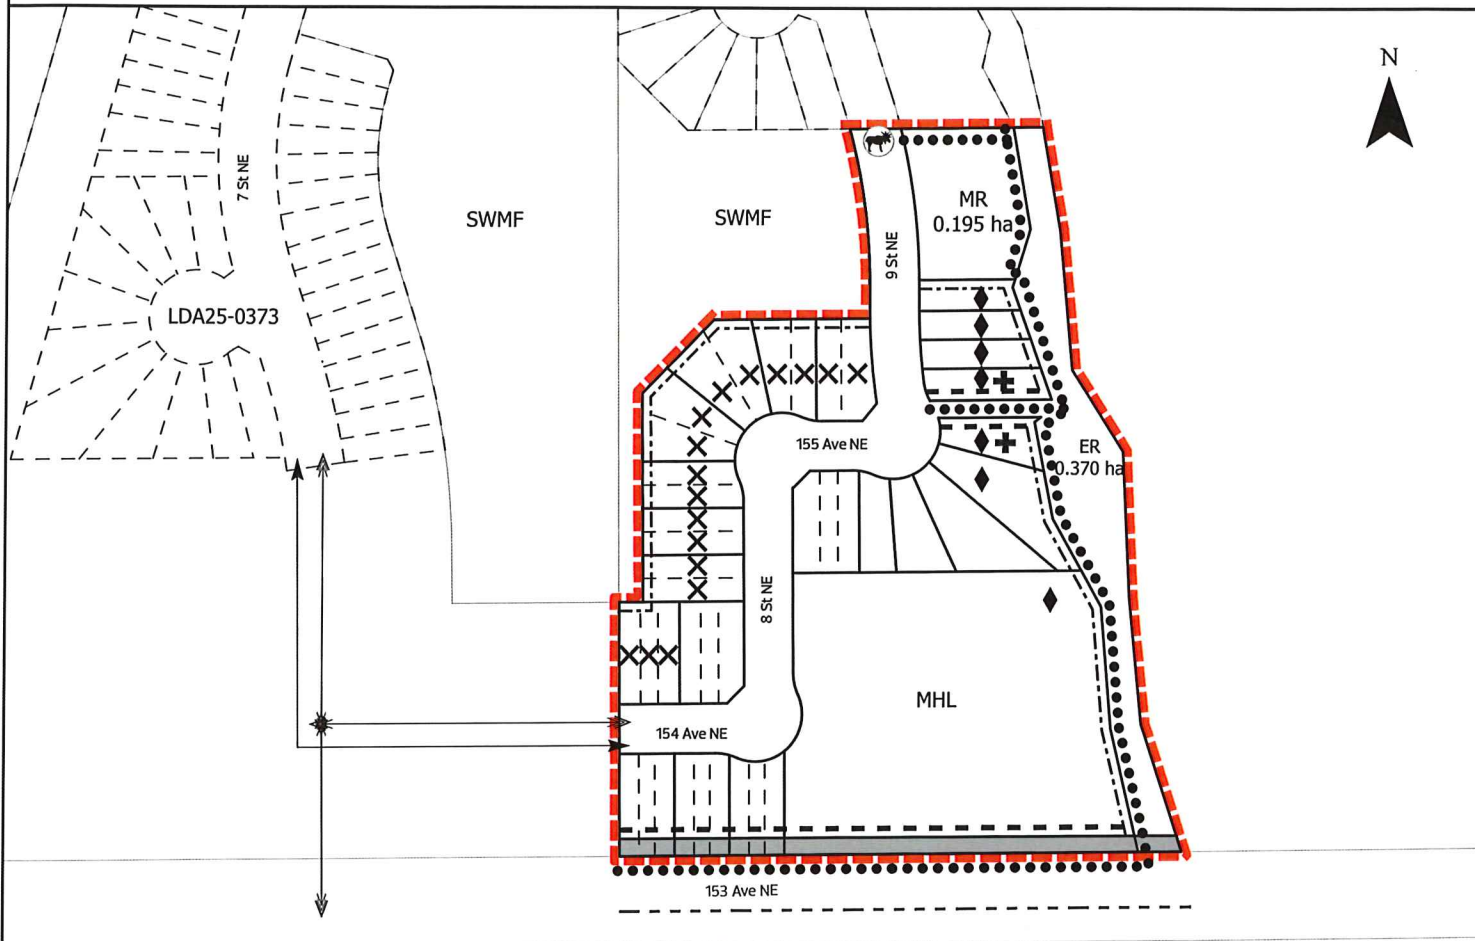 N
7 St NE
SWMF
SWMF
MR
0.195 ha
9 St NE
LDA25-0373
155 Ave NE
ER
0.370 ha
8 St NE
MHL
154 Ave NE
153 Ave NE